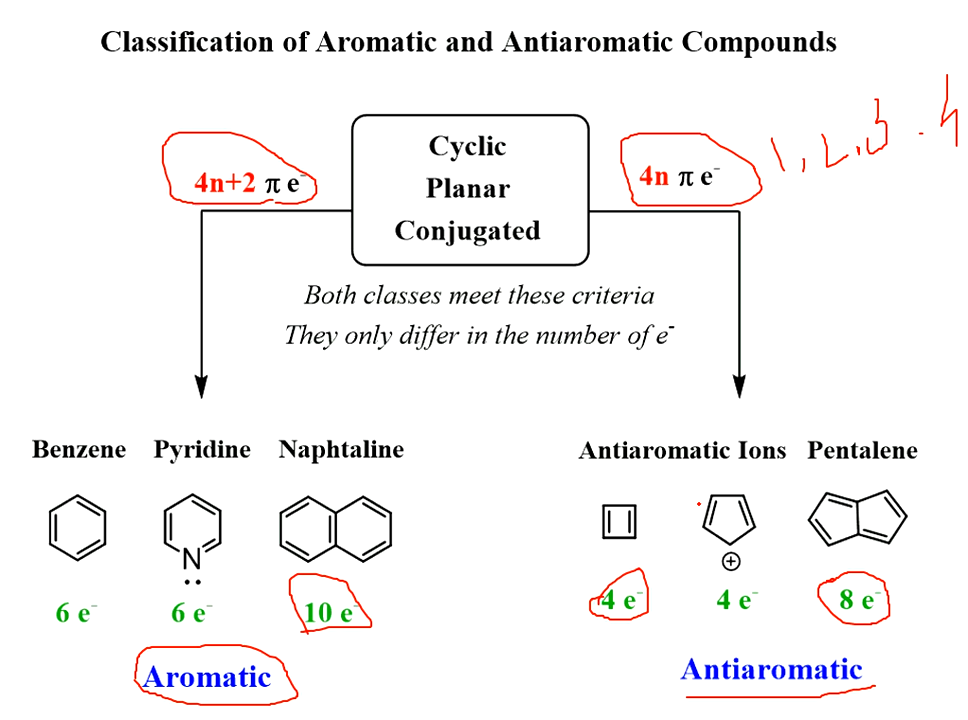 Classification of Aromatic and Antiaromatic Compounds
1, 2, 3 - 4
4n+2 π e⁻
Cyclic
Planar
Conjugated
4n π e⁻
Both classes meet these criteria
They only differ in the number of e⁻
Benzene Pyridine Naphtaline
Antiaromatic Ions Pentalene
N
⊕
6 e⁻ 6 e⁻ 10 e⁻
4 e⁻ 4 e⁻ 8 e⁻
Aromatic
Antiaromatic